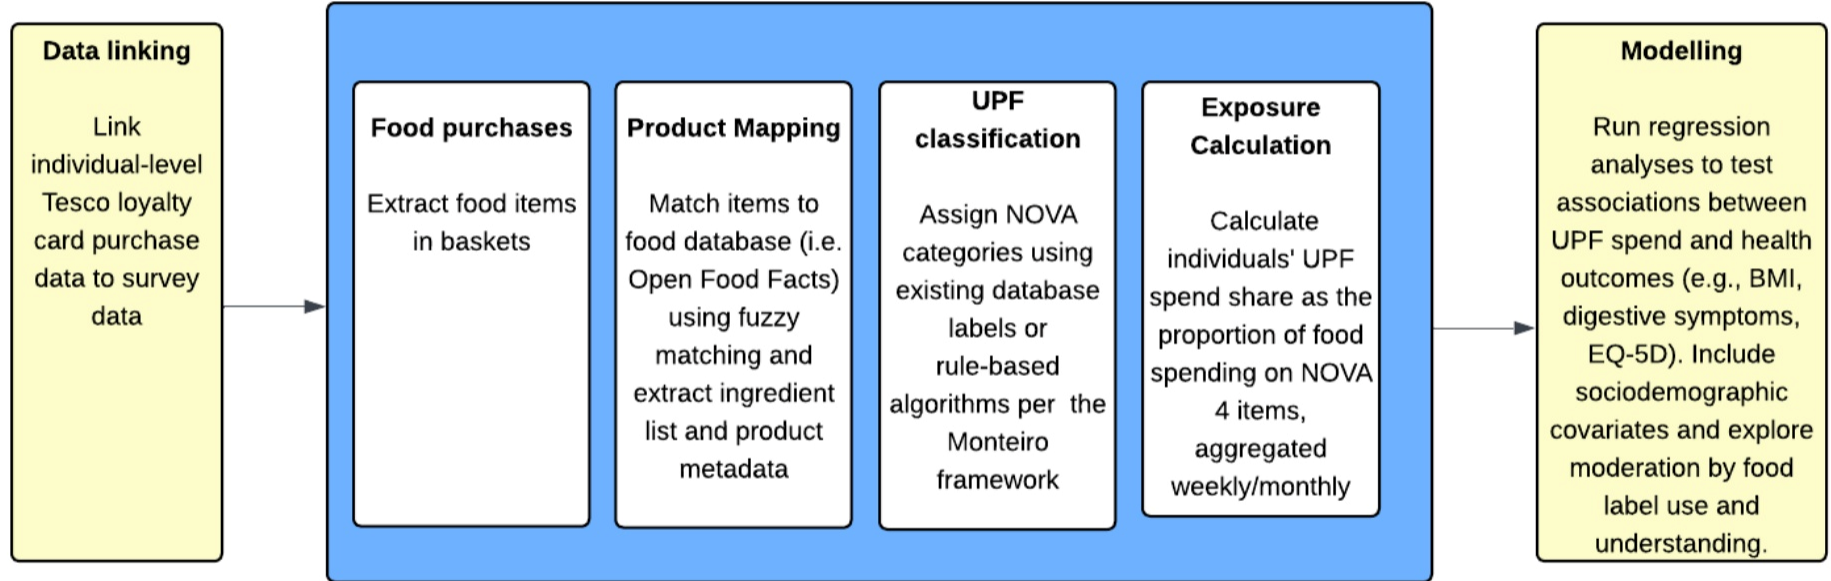 Data linking
Link
individual-level
Tesco loyalty
card purchase
data to survey
data
Food purchases
Extract food items
in baskets
Product Mapping
Match items to
food database (i.e.
Open Food Facts)
using fuzzy
matching and
extract ingredient
list and product
metadata
UPF
classification
Assign NOVA
categories using
existing database
labels or
rule-based
algorithms per  the
Monteiro
framework
Exposure
Calculation
Calculate
individuals' UPF
spend share as the
proportion of food
spending on NOVA
4 items,
aggregated
weekly/monthly
Modelling
Run regression
analyses to test
associations between
UPF spend and health
outcomes (e.g., BMI,
digestive symptoms,
EQ-5D). Include
sociodemographic
covariates and explore
moderation by food
label use and
understanding.